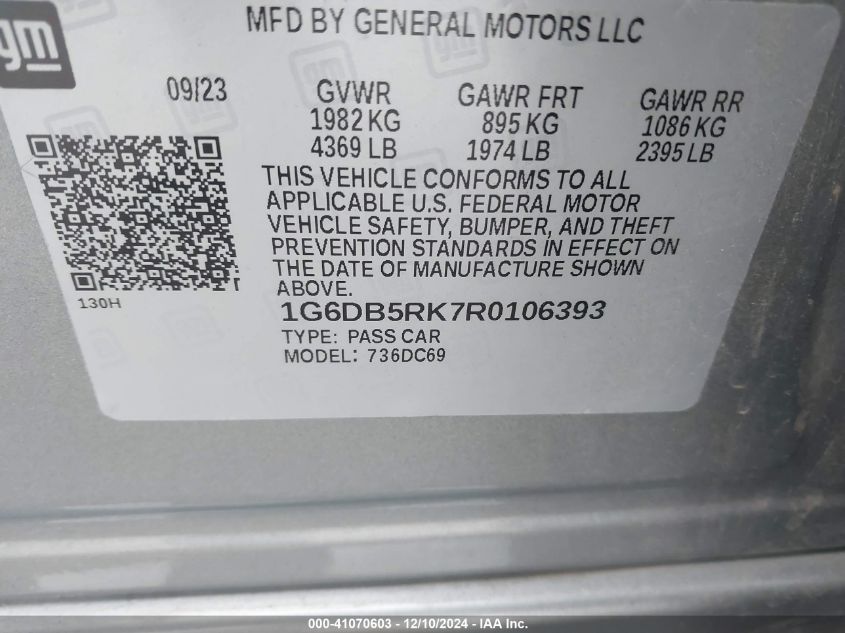 gm
MFD BY GENERAL MOTORS LLC
09/23
GVWR GAWR FRT GAWR RR
1982 KG 895 KG 1086 KG
4369 LB 1974 LB 2395 LB
THIS VEHICLE CONFORMS TO ALL
APPLICABLE U.S. FEDERAL MOTOR
VEHICLE SAFETY, BUMPER, AND THEFT
PREVENTION STANDARDS IN EFFECT ON
THE DATE OF MANUFACTURE SHOWN
ABOVE.
130H
1G6DB5RK7R0106393
TYPE: PASS CAR
MODEL: 736DC69
000-41070603 - 12/10/2024 - IAA Inc.